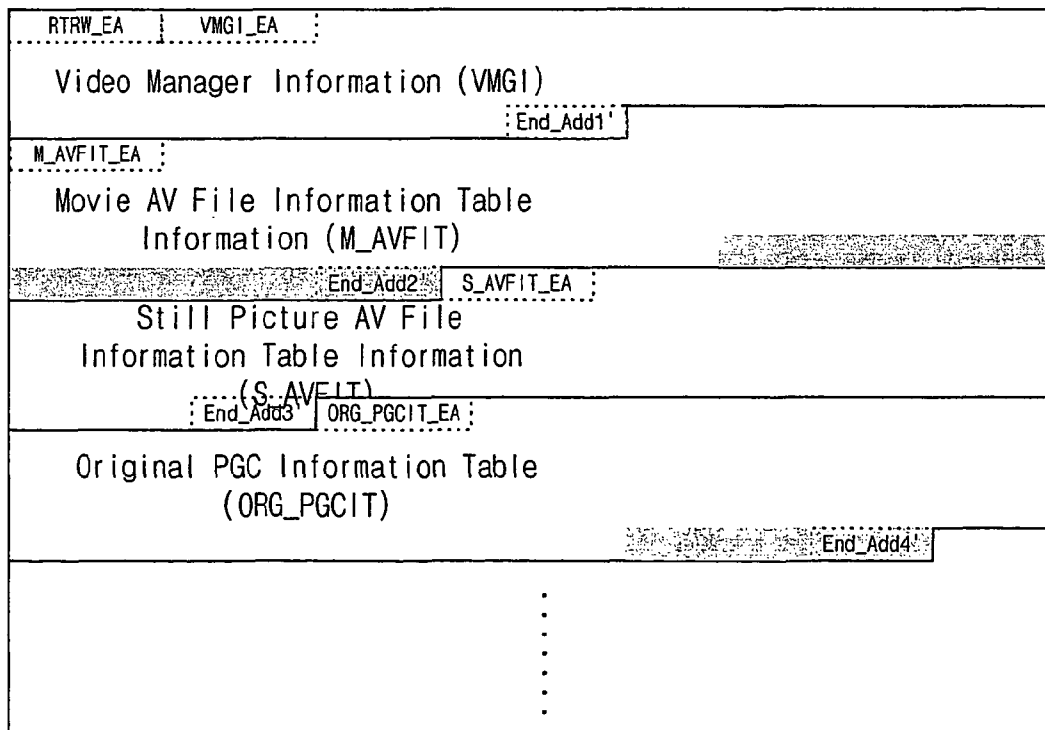 RTRW_EA VMGI_EA
Video Manager Information (VMGI)
End_Add1'
M_AVFIT_EA
Movie AV File Information Table
Information (M_AVFIT)
End_Add2' S_AVFIT_EA
Still Picture AV File
Information Table Information
(S_AVFIT)
End_Add3' ORG_PGCIT_EA
Original PGC Information Table
(ORG_PGCIT)
End_Add4'